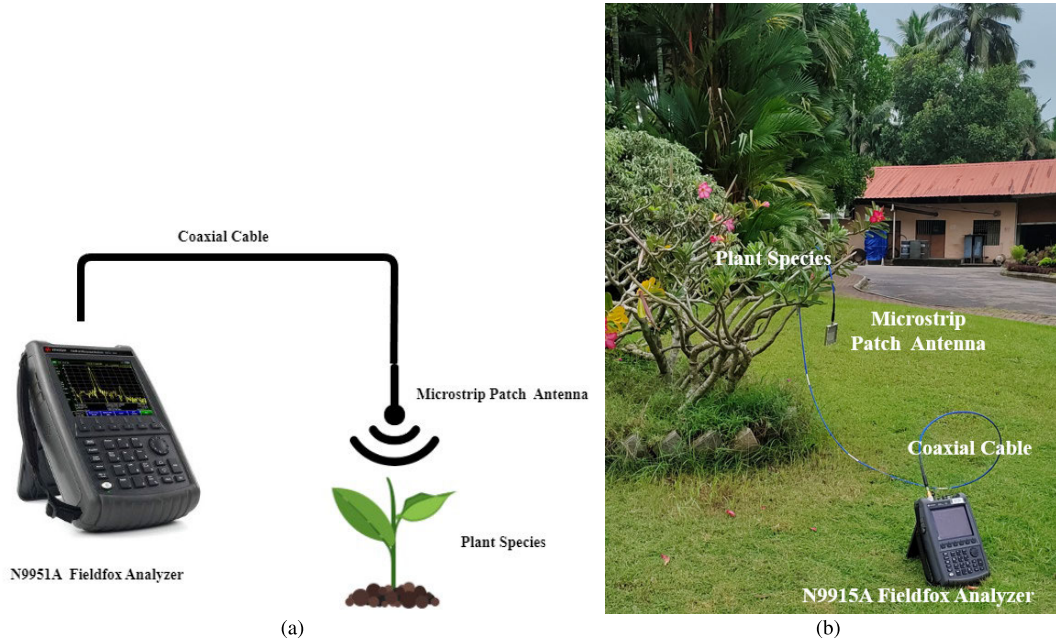 Coaxial Cable
Microstrip Patch Antenna
Plant Species
N9951A Fieldfox Analyzer
(a)
Plant Species
Microstrip
Patch Antenna
Coaxial Cable
N9915A Fieldfox Analyzer
(b)